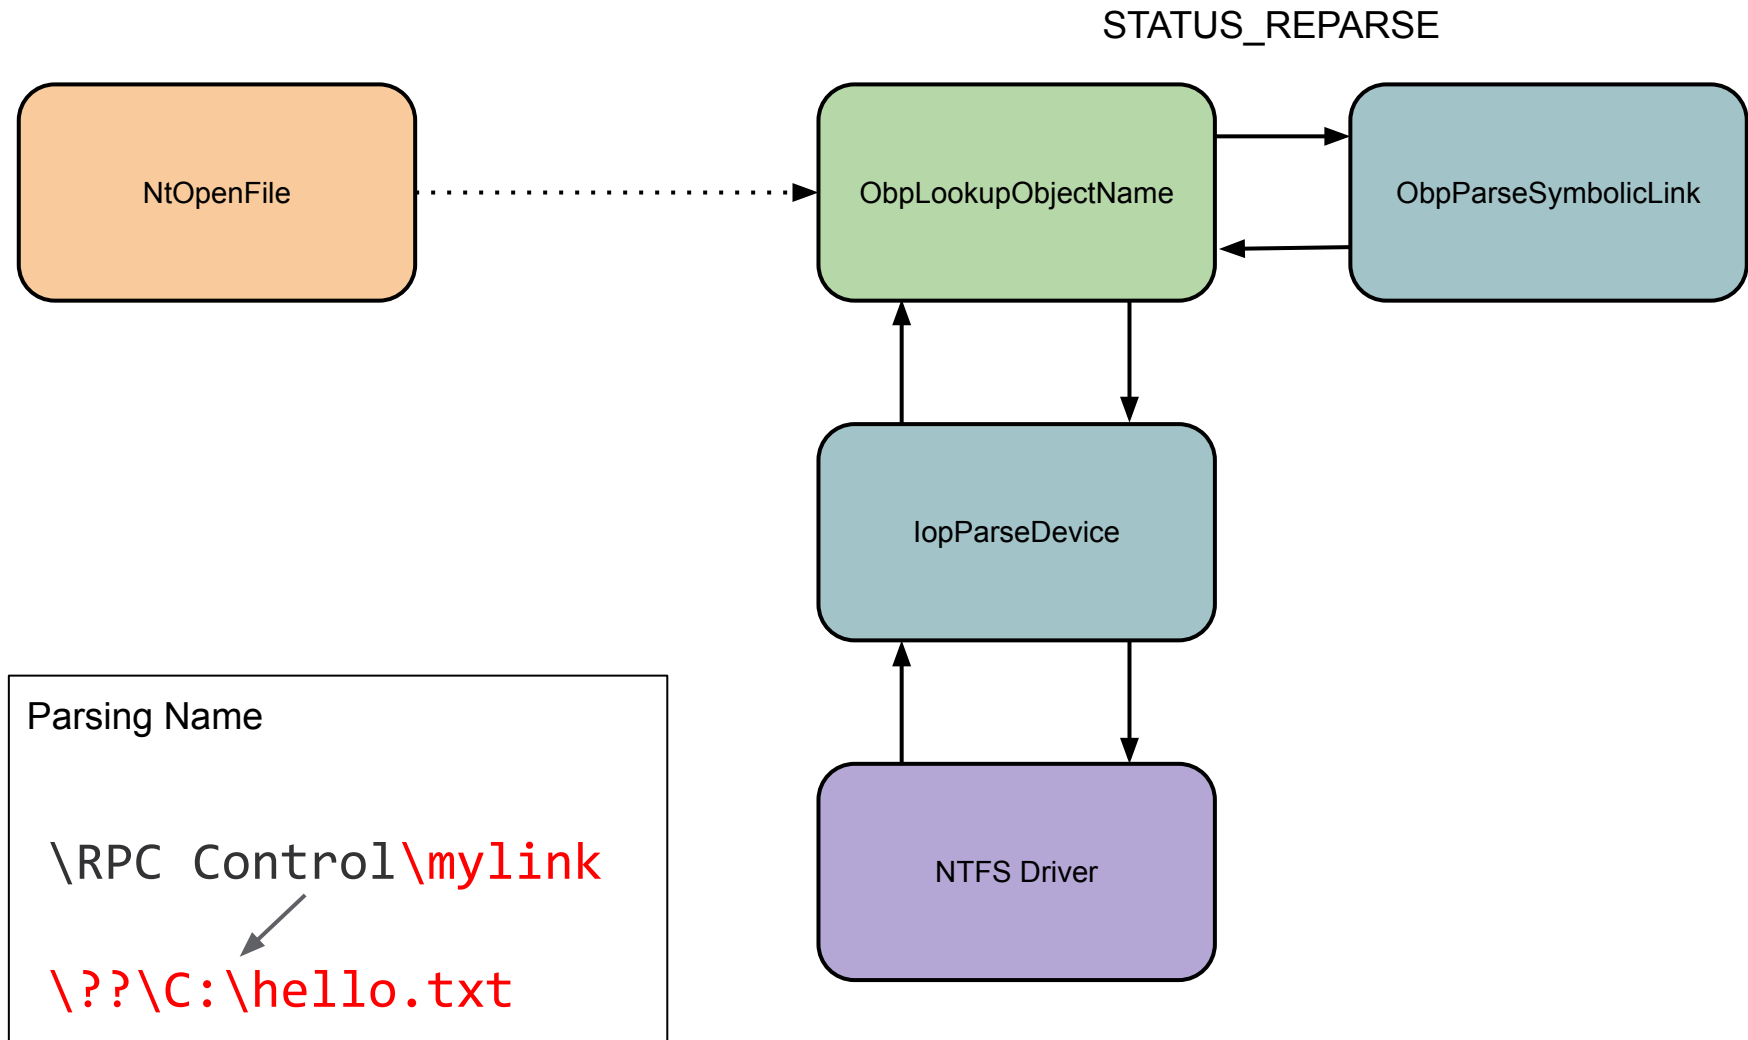 STATUS_REPARSE
NtOpenFile
ObpLookupObjectName
ObpParseSymbolicLink
IopParseDevice
NTFS Driver
Parsing Name
\RPC Control\mylink
\??\C:\hello.txt